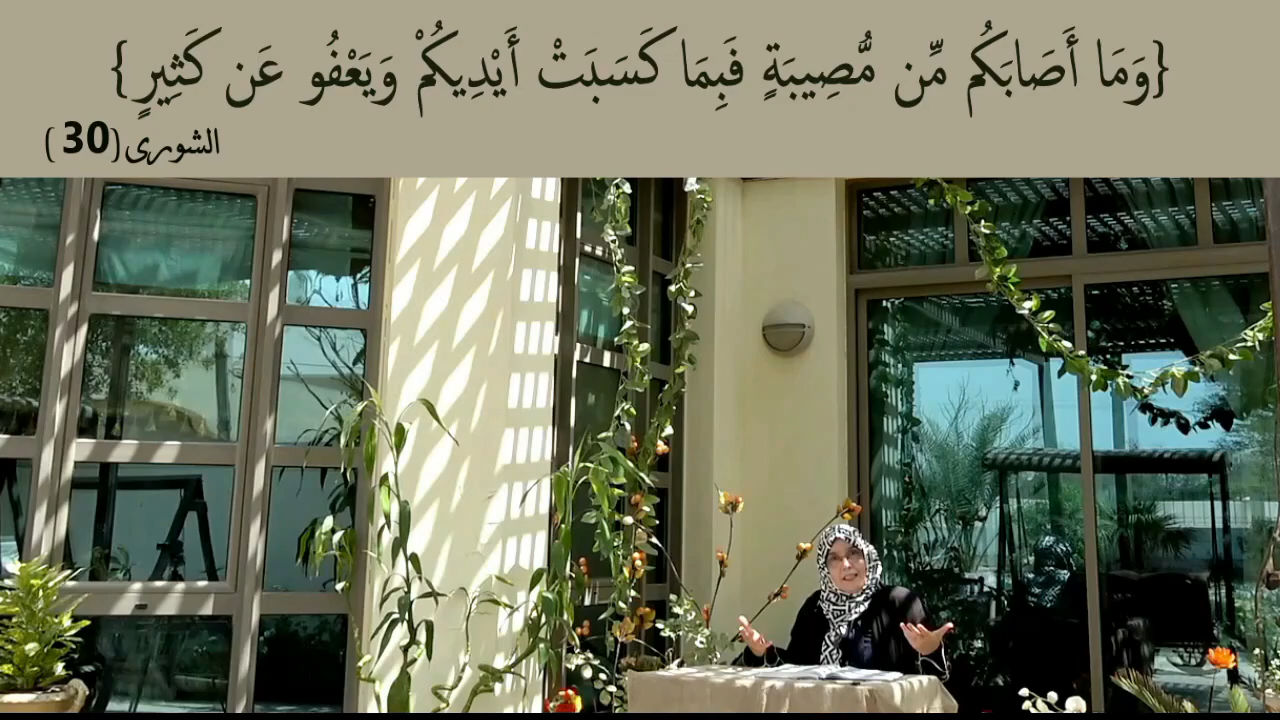 {وَمَا أَصَابَكُم مِّن مُّصِيبَةٍ فَبِمَا كَسَبَتْ أَيْدِيكُمْ وَيَعْفُو عَن كَثِيرٍ}
الشورى(30)